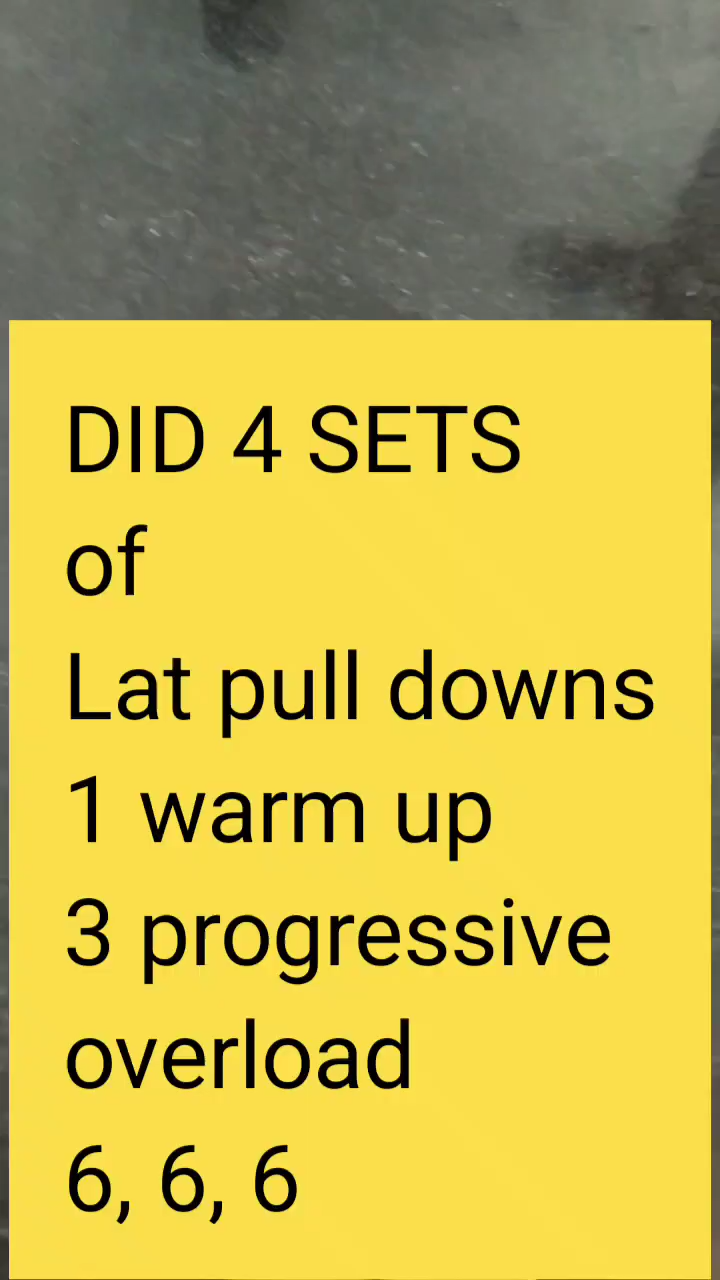 DID 4 SETS
of
Lat pull downs
1 warm up
3 progressive
overload
6, 6, 6